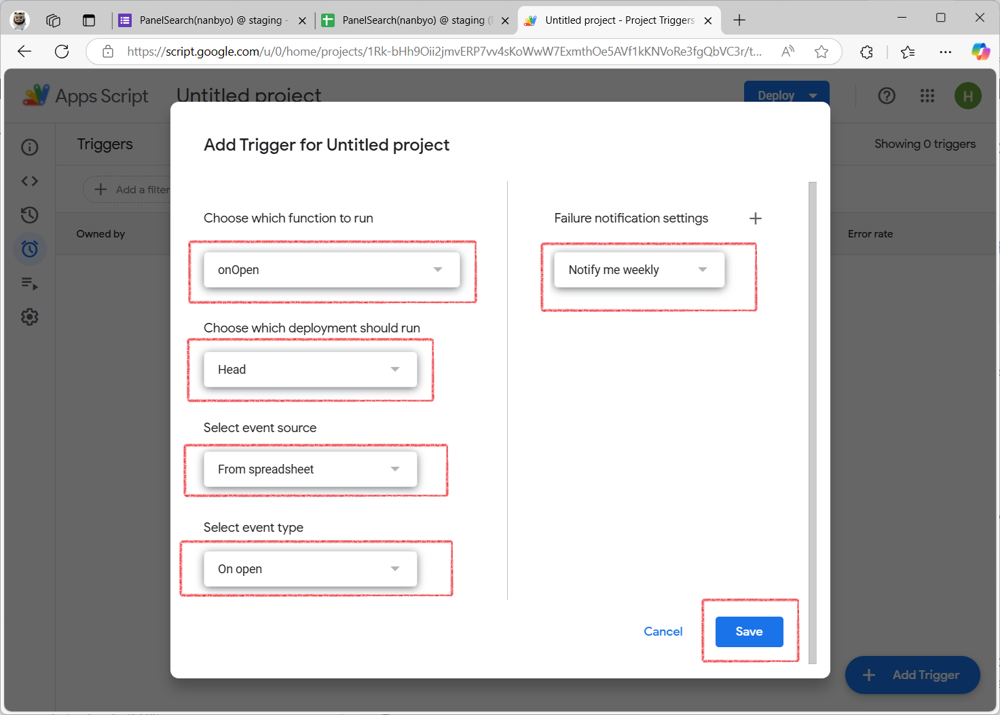 PanelSearch(nanbyo) @ staging -
PanelSearch(nanbyo) @ staging (
Untitled project - Project Triggers
https://script.google.com/u/0/home/projects/1Rk-bHh9Oii2jmvERP7vv4sKoWwW7ExmthOe5AVf1kKNVoRe3fgQbVC3r/t...
Apps Script
Untitled project
Deploy
H
Triggers
Showing 0 triggers
Add a filter
Owned by
Error rate
Add Trigger for Untitled project
Choose which function to run
onOpen
Choose which deployment should run
Head
Select event source
From spreadsheet
Select event type
On open
Failure notification settings
Notify me weekly
Cancel
Save
Add Trigger